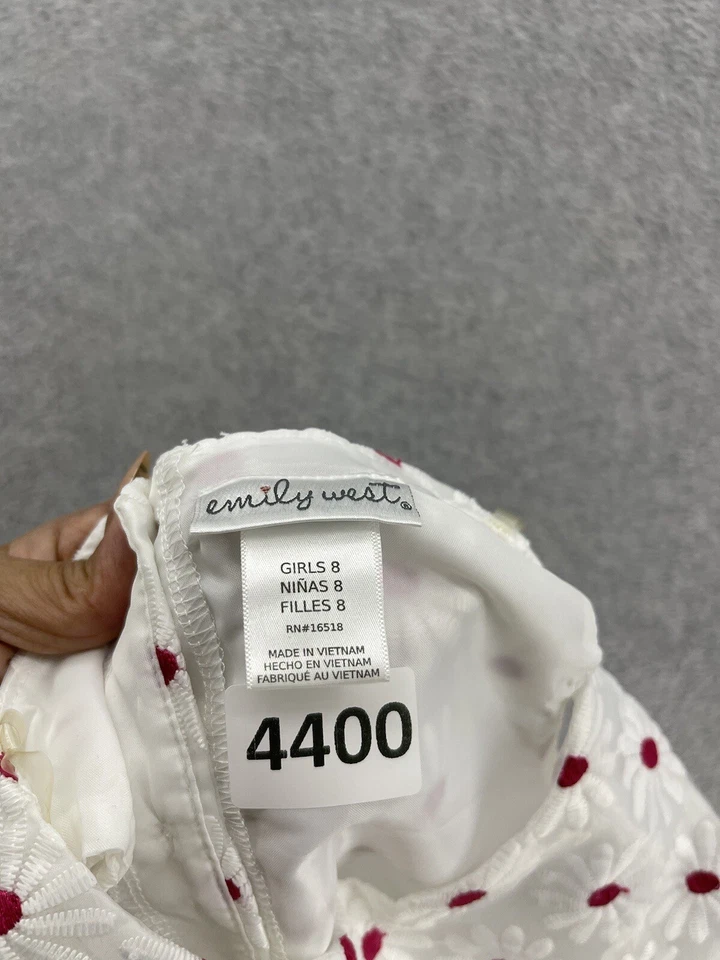 emily west®
GIRLS 8
NIÑAS 8
FILLES 8
RN#16518
MADE IN VIETNAM
HECHO EN VIETNAM
FABRIQUÉ AU VIETNAM
4400